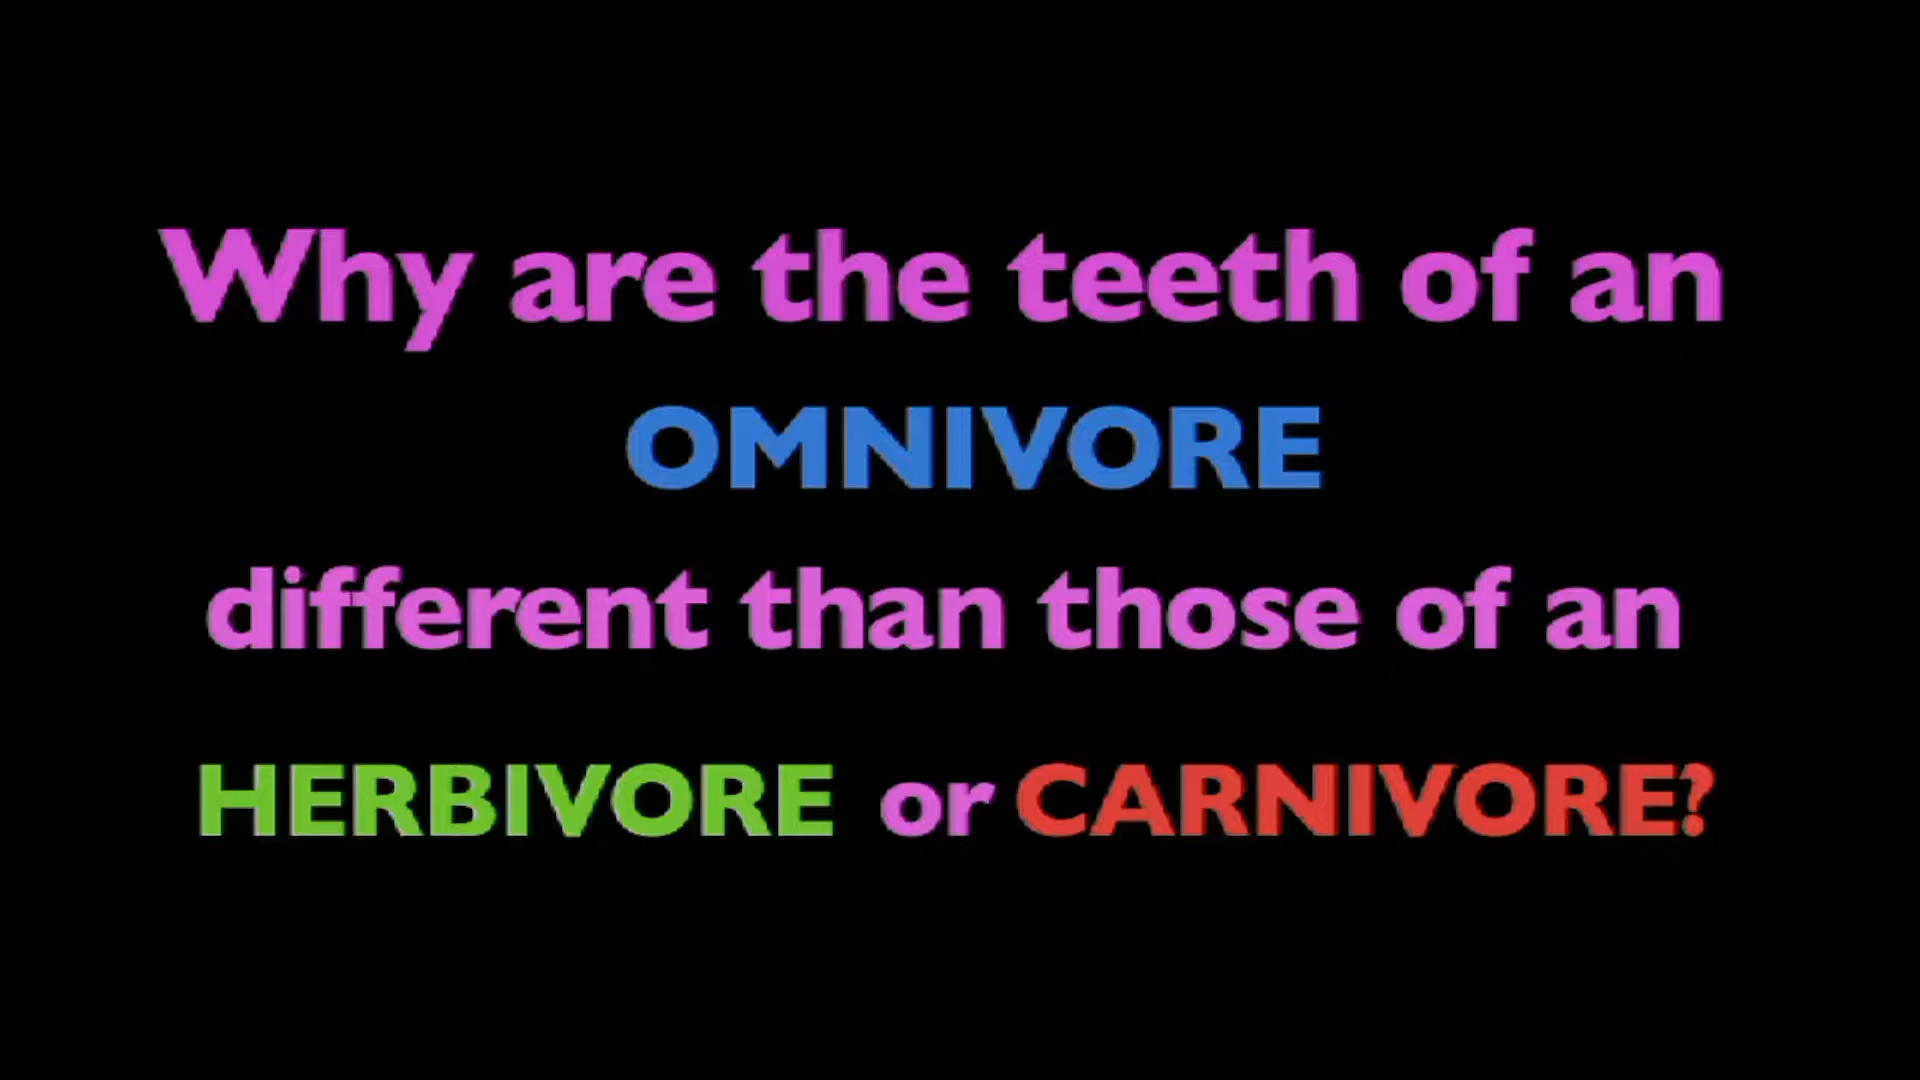 Why are the teeth of an
OMNIVORE
different than those of an
HERBIVORE or CARNIVORE?